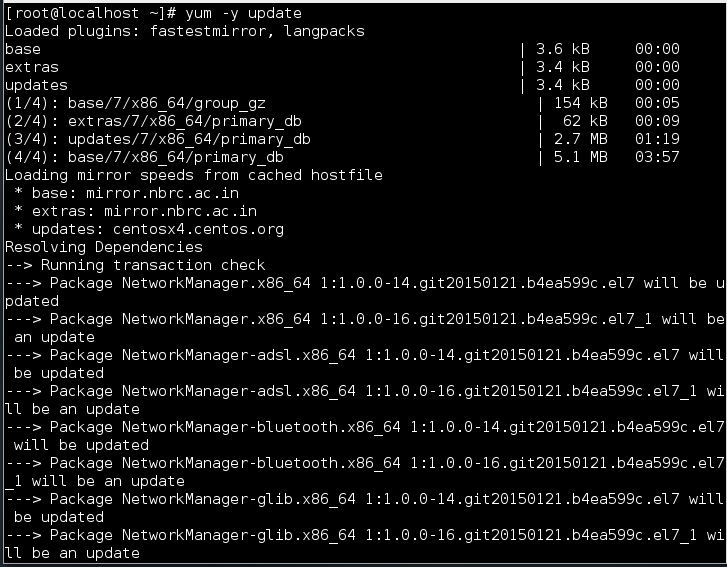 [root@localhost ~]# yum -y update
Loaded plugins: fastestmirror, langpacks
base                                                     | 3.6 kB     00:00
extras                                                   | 3.4 kB     00:00
updates                                                  | 3.4 kB     00:00
(1/4): base/7/x86_64/group_gz                              | 154 kB   00:05
(2/4): extras/7/x86_64/primary_db                          |  62 kB   00:09
(3/4): updates/7/x86_64/primary_db                         | 2.7 MB   01:19
(4/4): base/7/x86_64/primary_db                            | 5.1 MB   03:57
Loading mirror speeds from cached hostfile
 * base: mirror.nbrc.ac.in
 * extras: mirror.nbrc.ac.in
 * updates: centosx4.centos.org
Resolving Dependencies
--> Running transaction check
---> Package NetworkManager.x86_64 1:1.0.0-14.git20150121.b4ea599c.el7 will be u
pdated
---> Package NetworkManager.x86_64 1:1.0.0-16.git20150121.b4ea599c.el7_1 will be
 an update
---> Package NetworkManager-adsl.x86_64 1:1.0.0-14.git20150121.b4ea599c.el7 will
 be updated
---> Package NetworkManager-adsl.x86_64 1:1.0.0-16.git20150121.b4ea599c.el7_1 wi
ll be an update
---> Package NetworkManager-bluetooth.x86_64 1:1.0.0-14.git20150121.b4ea599c.el7
 will be updated
---> Package NetworkManager-bluetooth.x86_64 1:1.0.0-16.git20150121.b4ea599c.el7
_1 will be an update
---> Package NetworkManager-glib.x86_64 1:1.0.0-14.git20150121.b4ea599c.el7 will
 be updated
---> Package NetworkManager-glib.x86_64 1:1.0.0-16.git20150121.b4ea599c.el7_1 wi
ll be an update